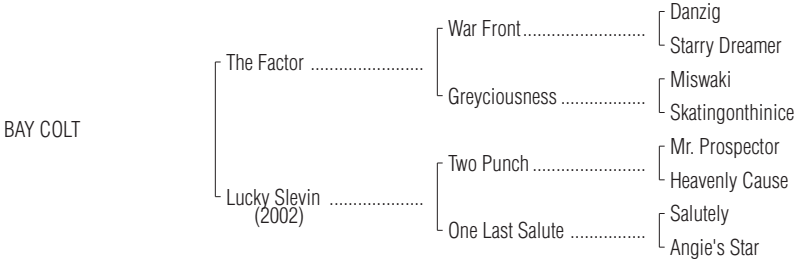 Danzig
War Front........................
Starry Dreamer
The Factor ......................
Miswaki
Greyciousness .................
Skatingonthinice
BAY COLT
Mr. Prospector
Two Punch ......................
Heavenly Cause
Lucky Slevin ..................
(2002)
Salutely
One Last Salute ...............
Angie's Star